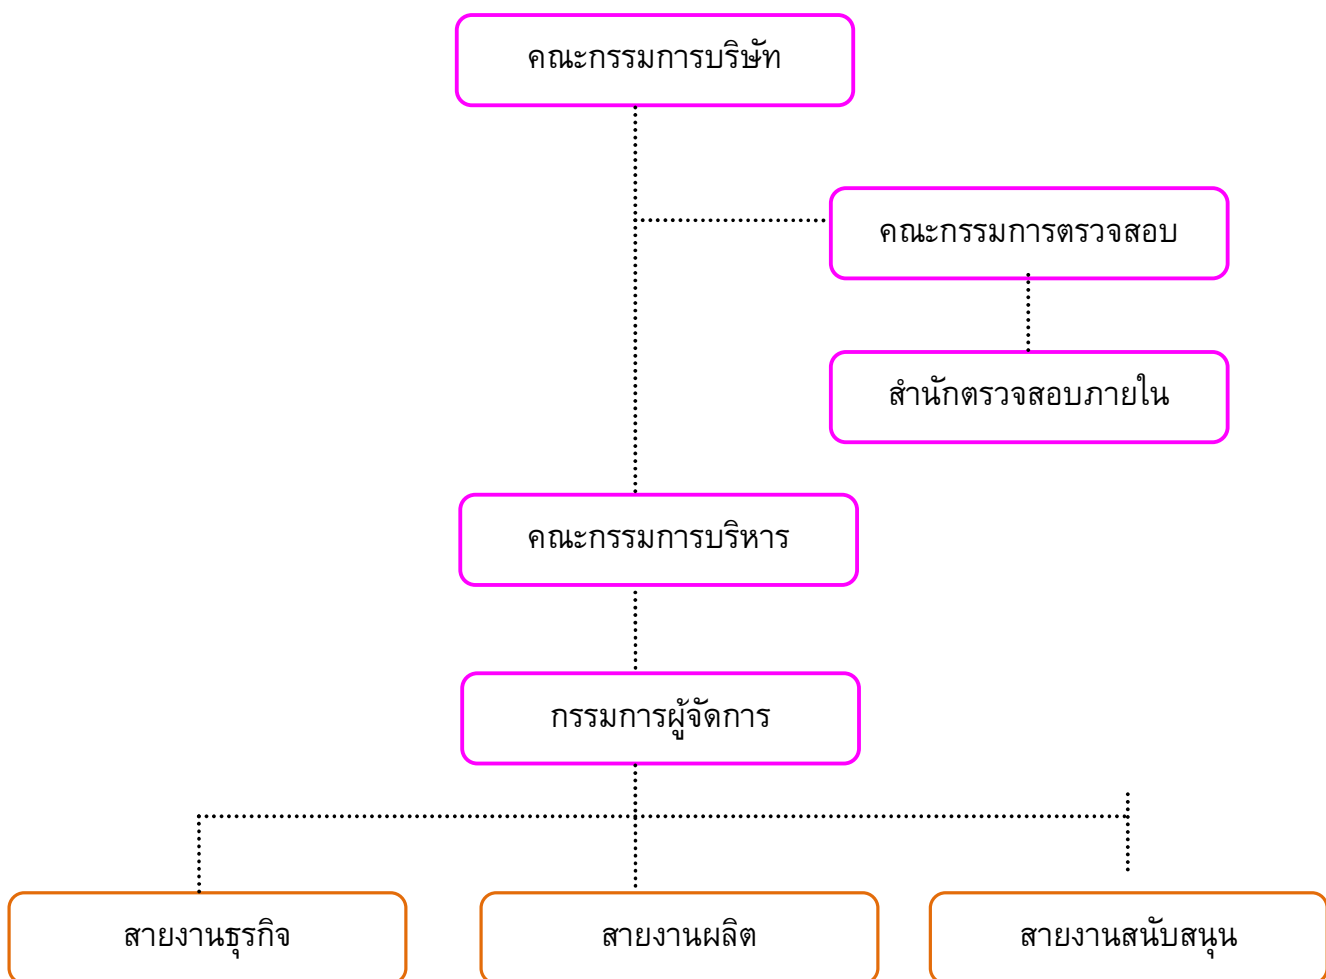 คณะกรรมการบริษัท
คณะกรรมการตรวจสอบ
สำนักตรวจสอบภายใน
คณะกรรมการบริหาร
กรรมการผู้จัดการ
สายงานธุรกิจ
สายงานผลิต
สายงานสนับสนุน